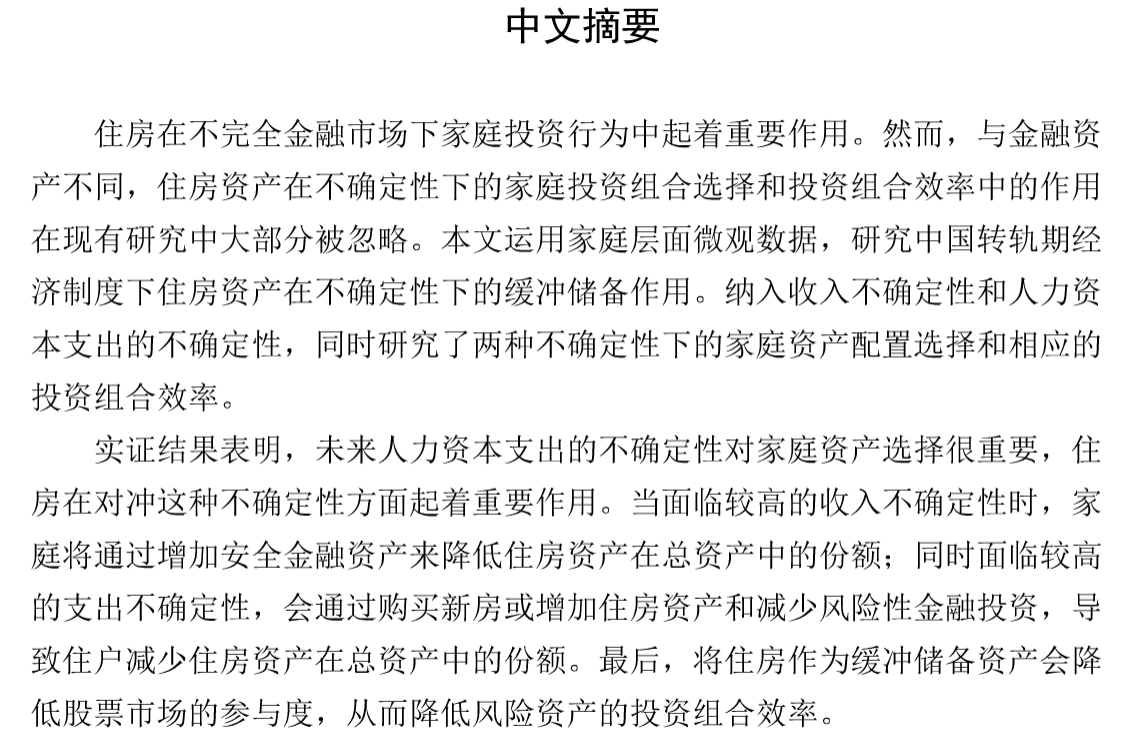 中文摘要
住房在不完全金融市场下家庭投资行为中起着重要作用。然而，与金融资
产不同，住房资产在不确定性下的家庭投资组合选择和投资组合效率中的作用
在现有研究中大部分被忽略。本文运用家庭层面微观数据，研究中国转轨期经
济制度下住房资产在不确定性下的缓冲储备作用。纳入收入不确定性和人力资
本支出的不确定性，同时研究了两种不确定性下的家庭资产配置选择和相应的
投资组合效率。
实证结果表明，未来人力资本支出的不确定性对家庭资产选择很重要，住
房在对冲这种不确定性方面起着重要作用。当面临较高的收入不确定性时，家
庭将通过增加安全金融资产来降低住房资产在总资产中的份额；同时面临较高
的支出不确定性，会通过购买新房或增加住房资产和减少风险性金融投资，导
致住户减少住房资产在总资产中的份额。最后，将住房作为缓冲储备资产会降
低股票市场的参与度，从而降低风险资产的投资组合效率。